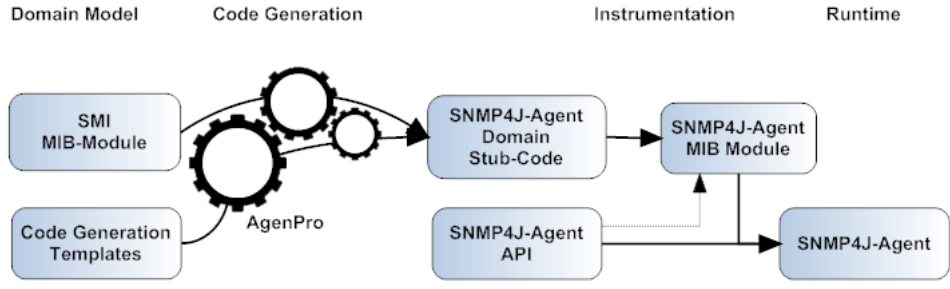 Domain Model
Code Generation
Instrumentation
Runtime
SMI
MIB-Module
SNMP4J-Agent
Domain
Stub-Code
SNMP4J-Agent
MIB Module
Code Generation
Templates
AgenPro
SNMP4J-Agent
API
SNMP4J-Agent